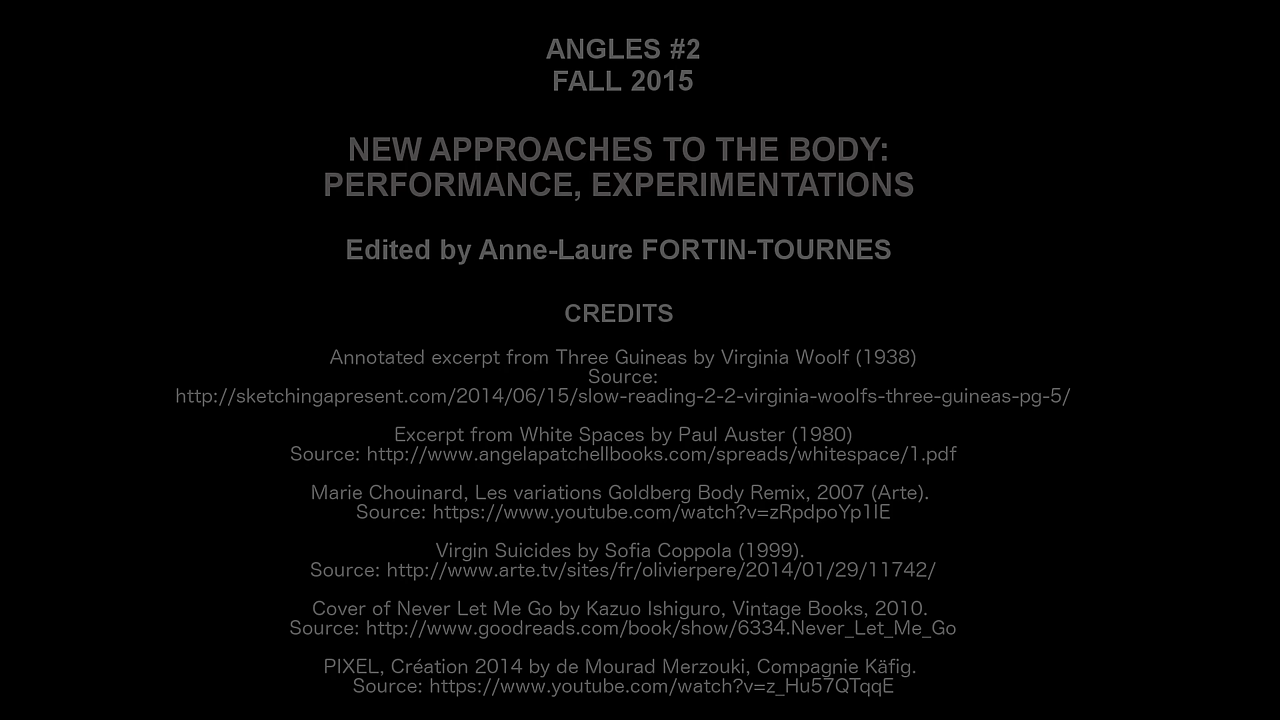 ANGLES #2
FALL 2015
NEW APPROACHES TO THE BODY:
PERFORMANCE, EXPERIMENTATIONS
Edited by Anne-Laure FORTIN-TOURNES
CREDITS
Annotated excerpt from Three Guineas by Virginia Woolf (1938)
Source:
http://sketchingapresent.com/2014/06/15/slow-reading-2-2-virginia-woolfs-three-guineas-pg-5/
Excerpt from White Spaces by Paul Auster (1980)
Source: http://www.angelapatchellbooks.com/spreads/whitespace/1.pdf
Marie Chouinard, Les variations Goldberg Body Remix, 2007 (Arte).
Source: https://www.youtube.com/watch?v=zRpdpoYp1IE
Virgin Suicides by Sofia Coppola (1999).
Source: http://www.arte.tv/sites/fr/olivierpere/2014/01/29/11742/
Cover of Never Let Me Go by Kazuo Ishiguro, Vintage Books, 2010.
Source: http://www.goodreads.com/book/show/6334.Never_Let_Me_Go
PIXEL, Création 2014 by de Mourad Merzouki, Compagnie Käfig.
Source: https://www.youtube.com/watch?v=z_Hu57QTqqE